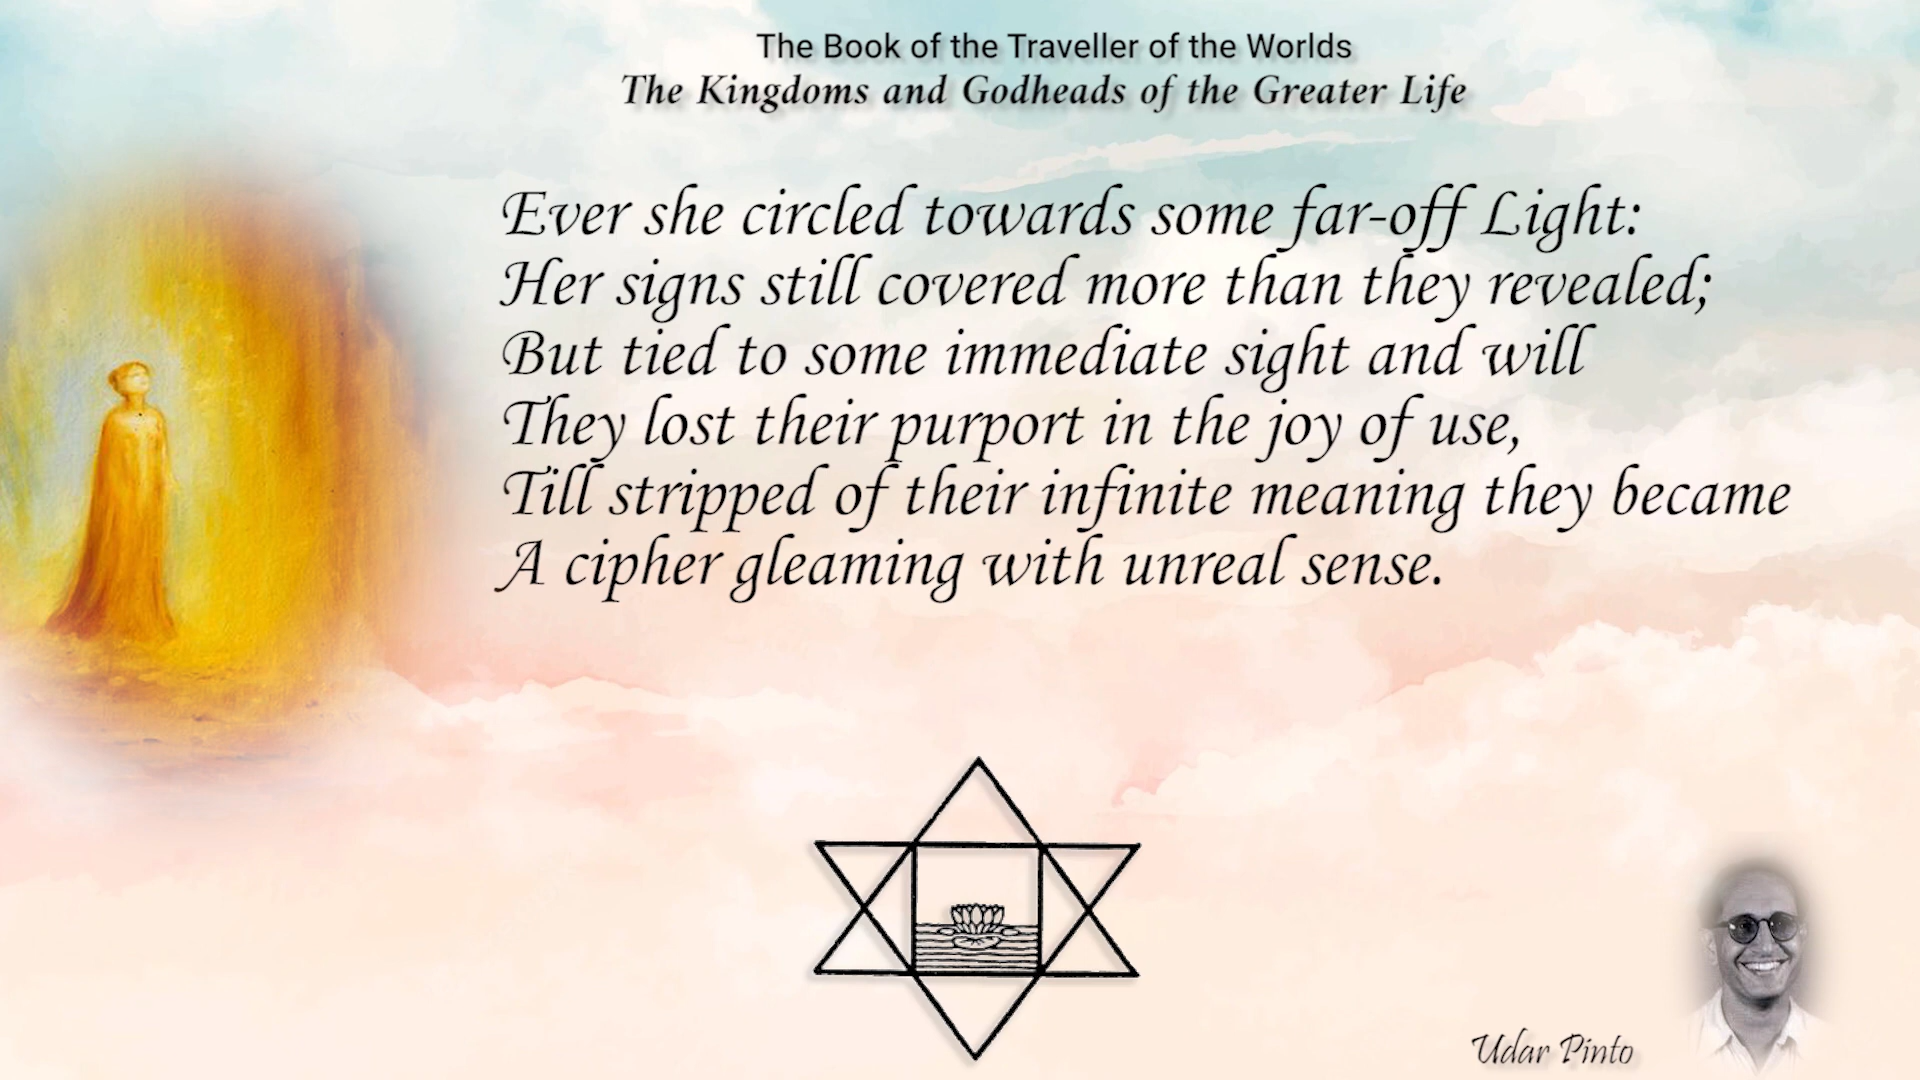 The Book of the Traveller of the Worlds
The Kingdoms and Godheads of the Greater Life
Ever she circled towards some far-off Light:
Her signs still covered more than they revealed;
But tied to some immediate sight and will
They lost their purport in the joy of use,
Till stripped of their infinite meaning they became
A cipher gleaming with unreal sense.
Udar Pinto